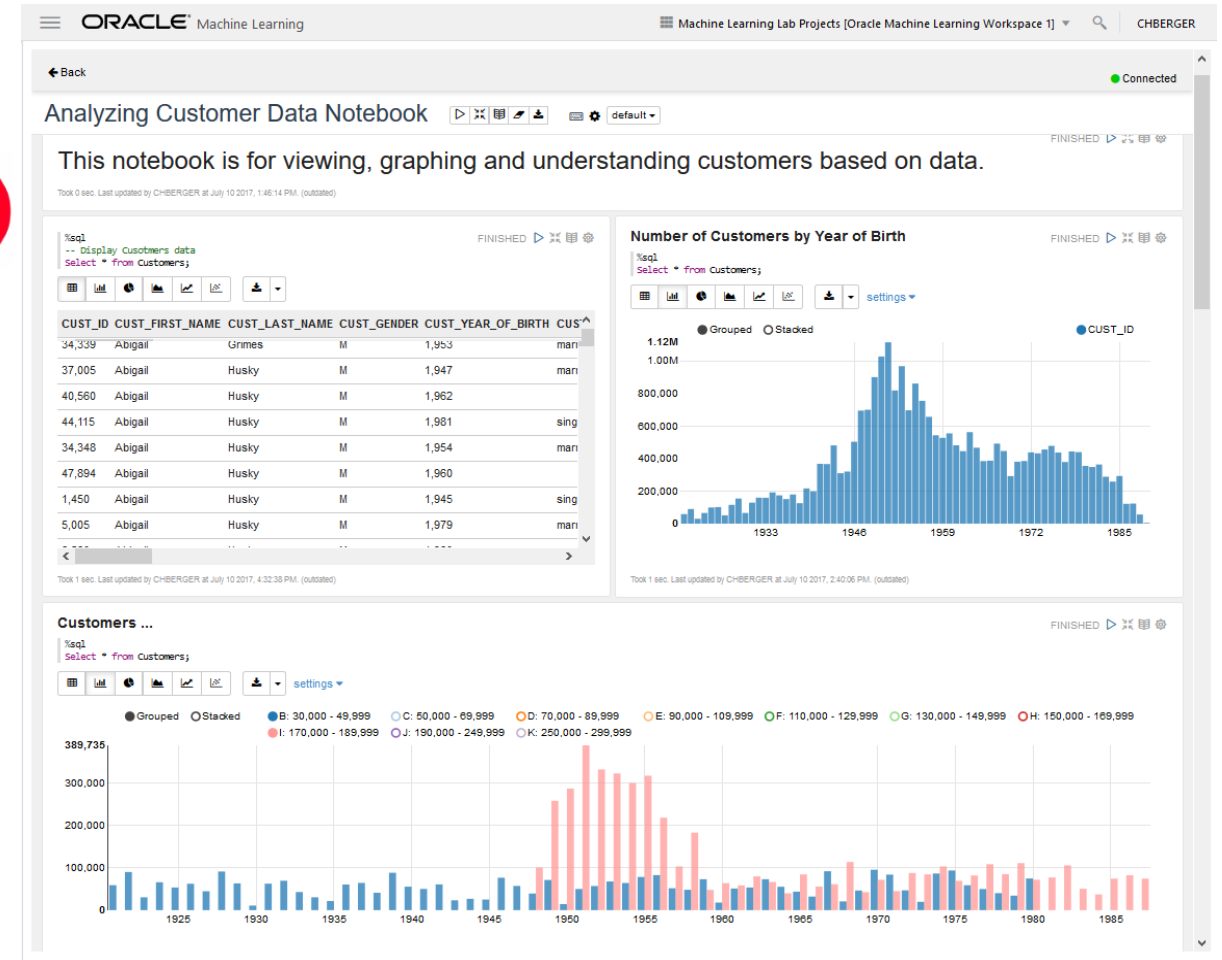 ORACLE Machine Learning
Machine Learning Lab Projects [Oracle Machine Learning Workspace 1]
CHBERGER
Back
Connected
Analyzing Customer Data Notebook
default
FINISHED
This notebook is for viewing, graphing and understanding customers based on data.
Took 0 sec. Last updated by CHBERGER at July 10 2017, 1:46:14 PM. (outdated)
%sql
FINISHED
-- Display Cusotmers data
Select * from Customers;
CUST_ID CUST_FIRST_NAME CUST_LAST_NAME CUST_GENDER CUST_YEAR_OF_BIRTH CUS
34,339 Abigail Grimes M 1,953 mar
37,005 Abigail Husky M 1,947 mar
40,560 Abigail Husky M 1,962
44,115 Abigail Husky M 1,981 sing
34,348 Abigail Husky M 1,954 mar
47,894 Abigail Husky M 1,960
1,450 Abigail Husky M 1,945 sing
5,005 Abigail Husky M 1,979 mar
Took 1 sec. Last updated by CHBERGER at July 10 2017, 4:32:38 PM. (outdated)
Number of Customers by Year of Birth
FINISHED
%sql
Select * from Customers;
settings
Grouped Stacked
CUST_ID
1.12M
1.00M
800,000
600,000
400,000
200,000
0
1933 1946 1959 1972 1985
Took 1 sec. Last updated by CHBERGER at July 10 2017, 2:40:06 PM. (outdated)
Customers ...
FINISHED
%sql
Select * from Customers;
settings
Grouped Stacked B: 30,000 - 49,999 C: 50,000 - 69,999 D: 70,000 - 89,999 E: 90,000 - 109,999 F: 110,000 - 129,999 G: 130,000 - 149,999 H: 150,000 - 169,999
I: 170,000 - 189,999 J: 190,000 - 249,999 K: 250,000 - 299,999
389,735
300,000
200,000
100,000
0
1925 1930 1935 1940 1945 1950 1955 1960 1965 1970 1975 1980 1985